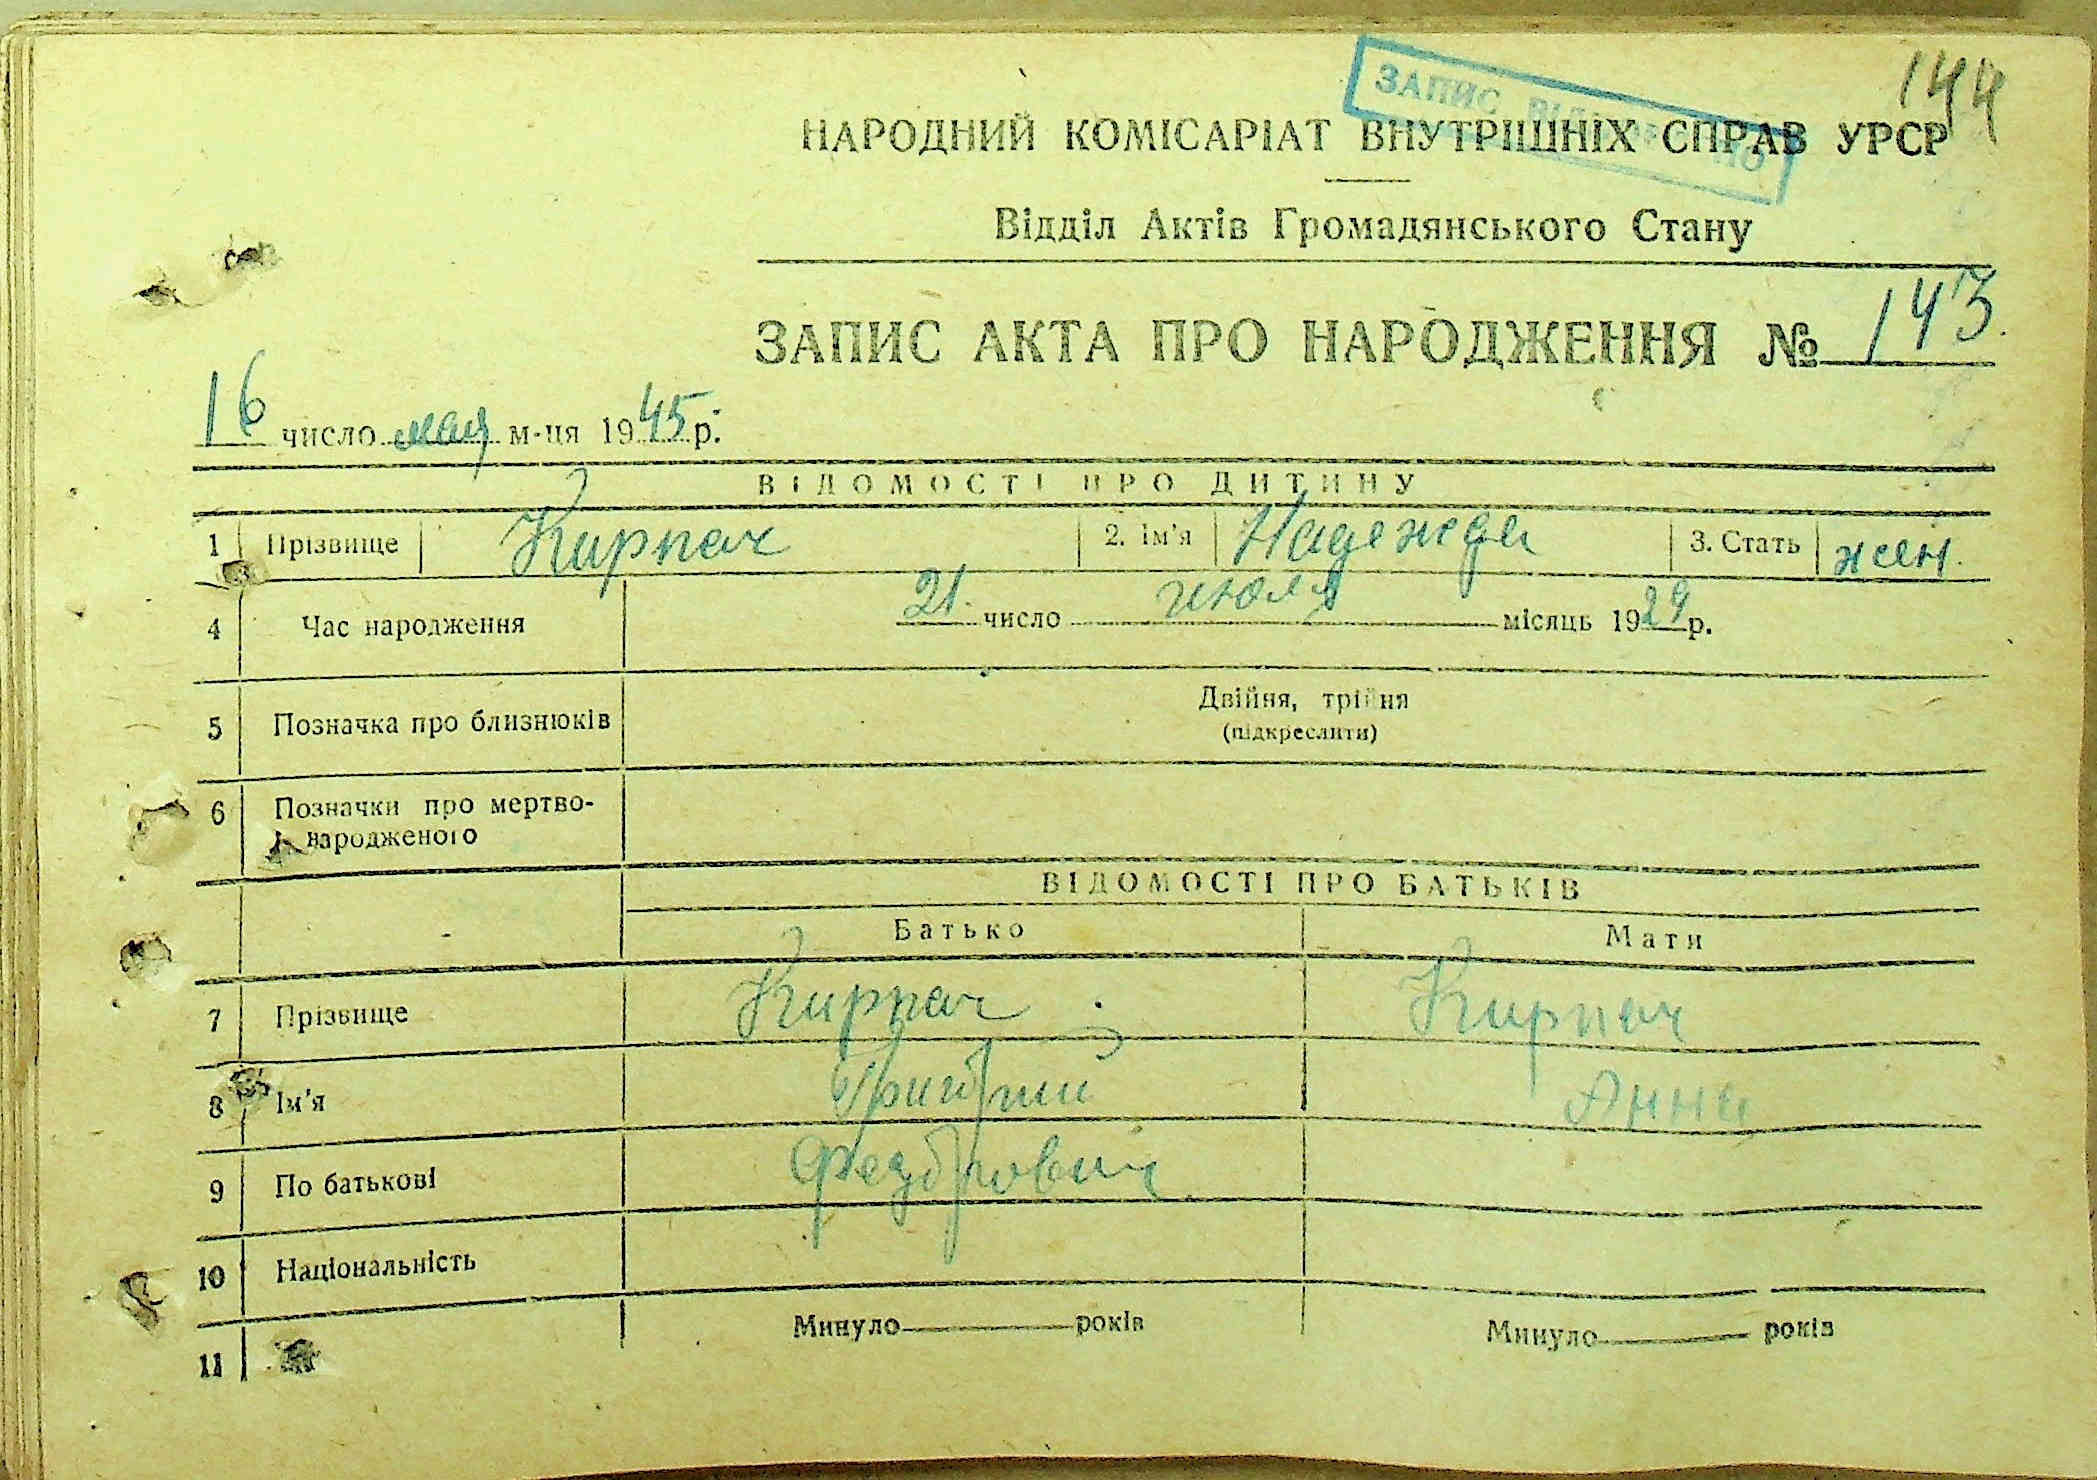 144
ЗАПИС ВІД
НАРОДНИЙ КОМІСАРІАТ ВНУТРІШНІХ СПРАВ УРСР
Відділ Актів Громадянського Стану
ЗАПИС АКТА ПРО НАРОДЖЕННЯ № 143.
16 число мая м-ця 1945 р.
ВІДОМОСТІ ПРО ДИТИНУ
1 Прізвище Кирпач 2. Ім'я Надежда 3. Стать жен.
4 Час народження 21 число июля місяць 1929 р.
5 Позначка про близнюків Двійня, трійня
(підкреслити)
6 Позначки про мертво-
народженого
ВІДОМОСТІ ПРО БАТЬКІВ
Батько Мати
7 Прізвище Кирпач Кирпач
8 Ім'я Григорий Анна
9 По батькові Федорович
10 Національність
11 Минуло років Минуло років